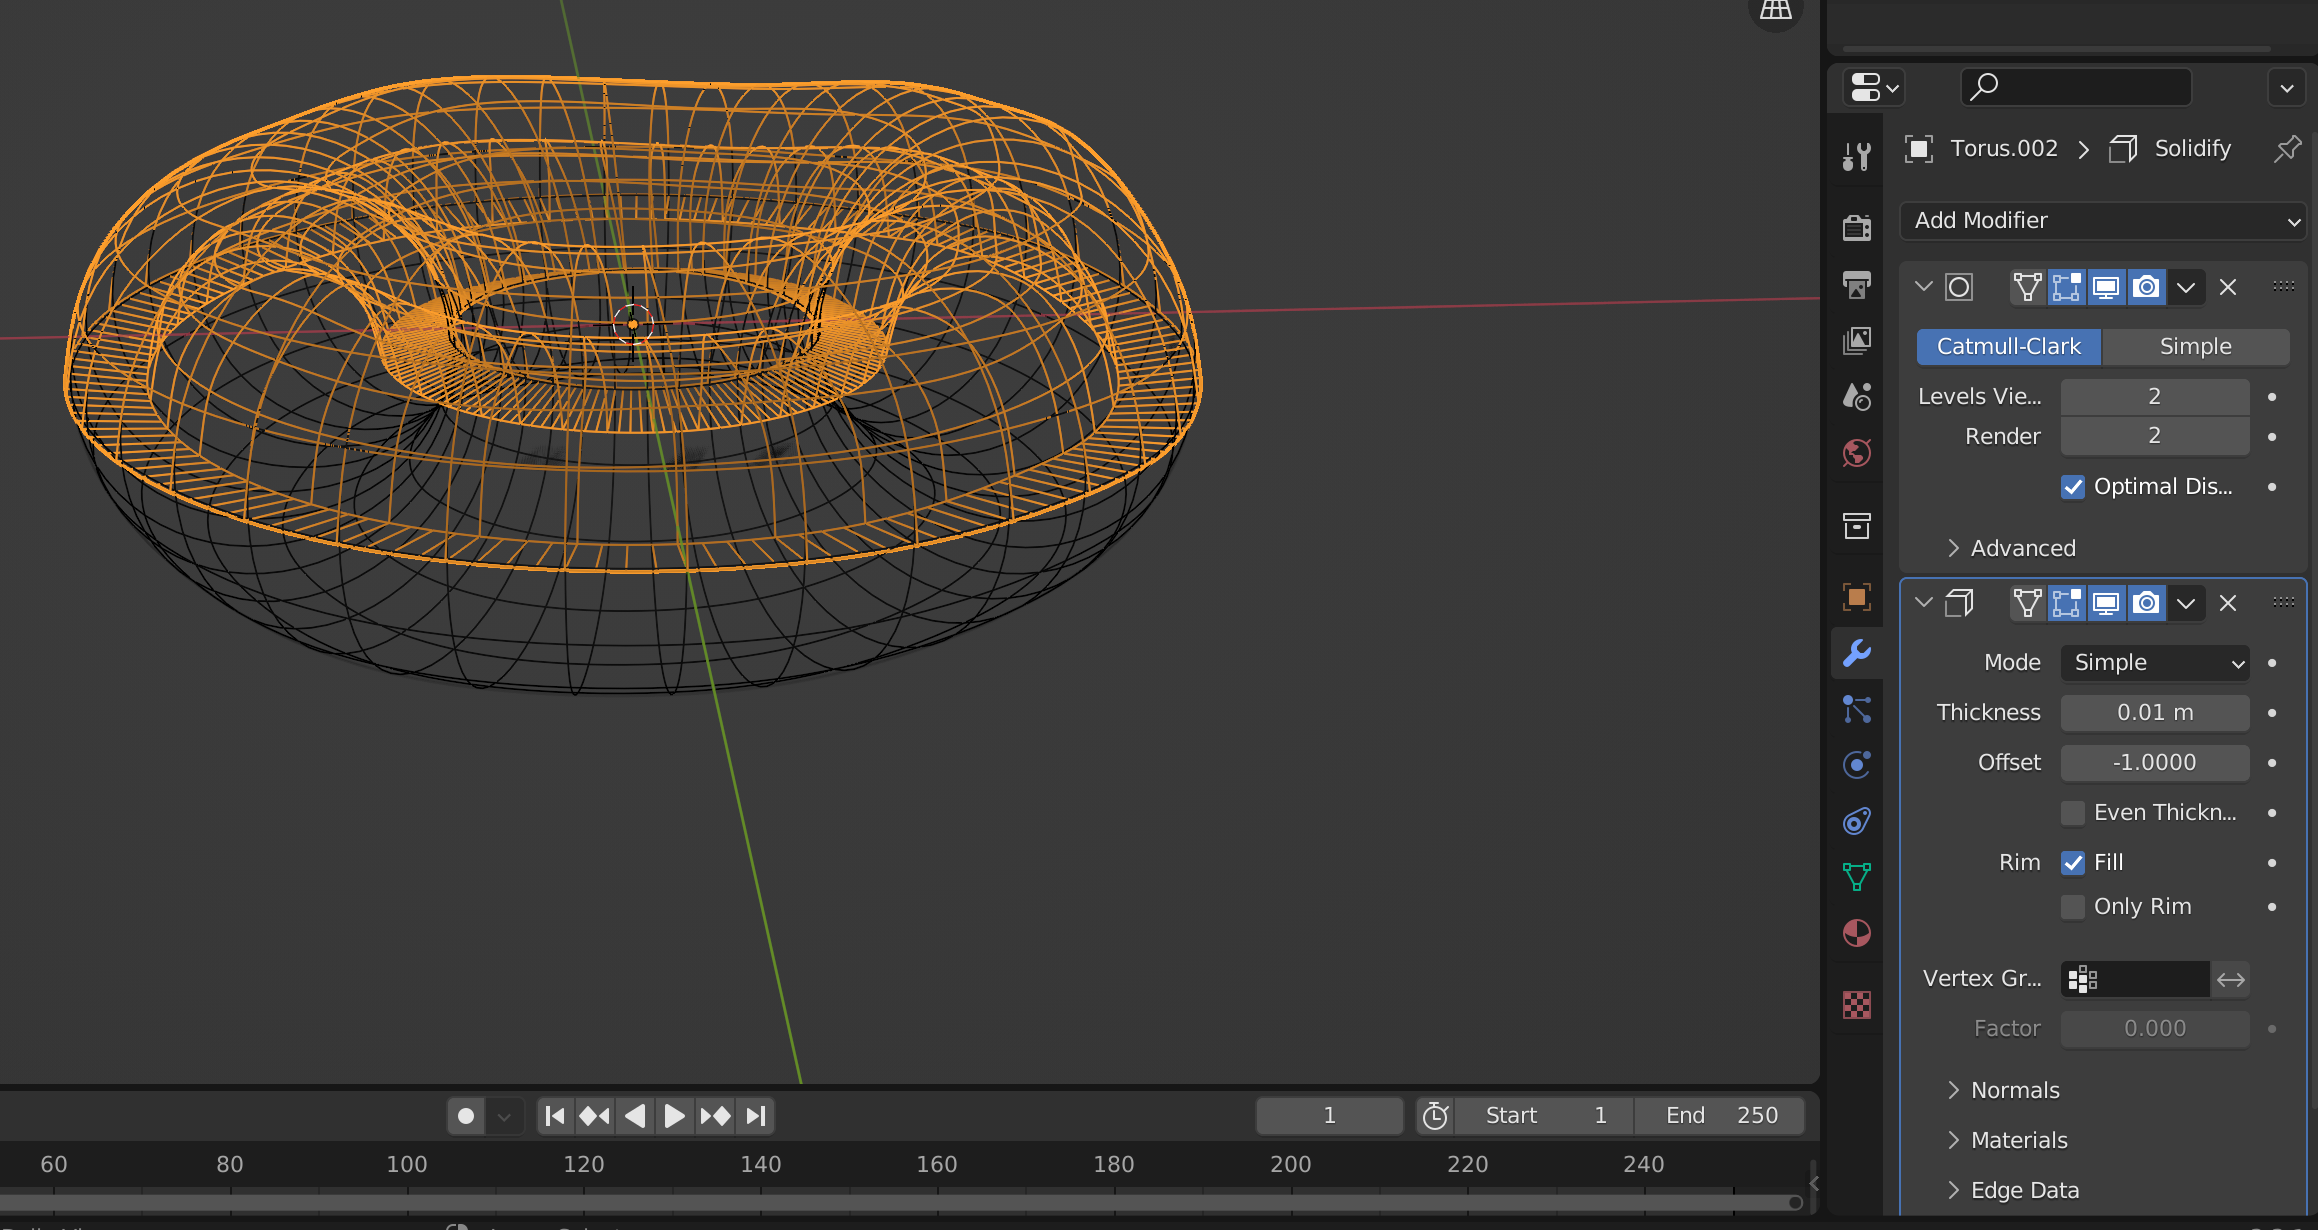 Torus.002 > Solidify
Add Modifier
Catmull-Clark Simple
Levels Vie... 2
Render 2
Optimal Dis...
Advanced
Mode Simple
Thickness 0.01 m
Offset -1.0000
Even Thickn...
Rim Fill
Only Rim
Vertex Gr...
Factor 0.000
Normals
Materials
Edge Data
1 Start 1 End 250
60 80 100 120 140 160 180 200 220 240